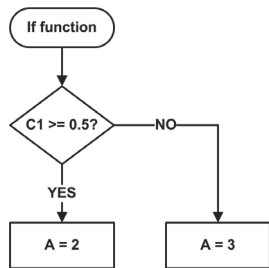 If function
C1 >= 0.5?
NO
YES
A = 2
A = 3